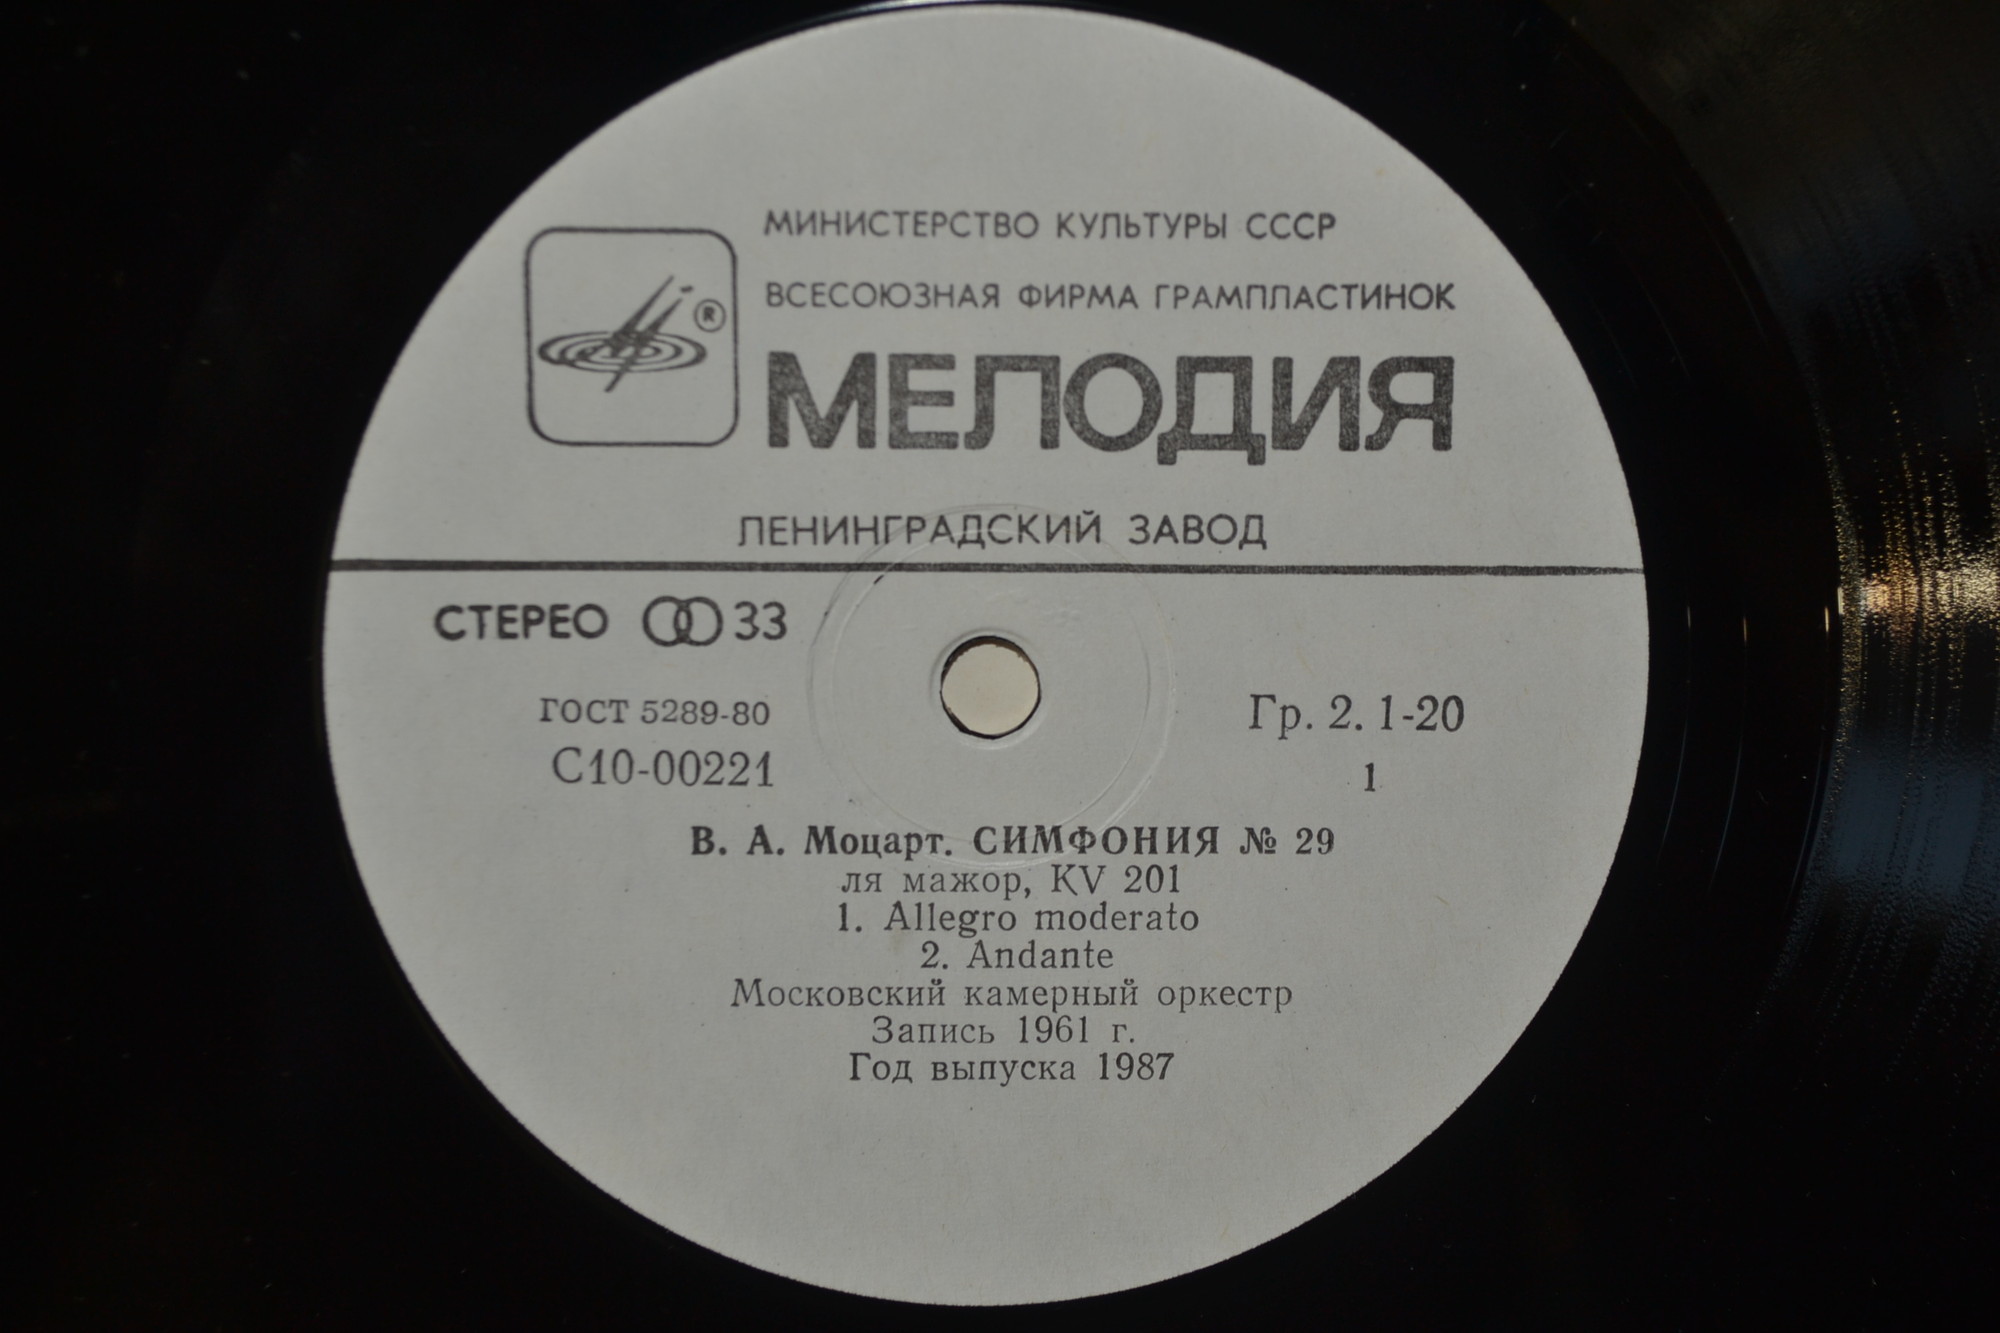 МИНИСТЕРСТВО КУЛЬТУРЫ СССР
ВСЕСОЮЗНАЯ ФИРМА ГРАМПЛАСТИНОК
®
МЕЛОДИЯ
ЛЕНИНГРАДСКИЙ ЗАВОД
СТЕРЕО 33
ГОСТ 5289-80
Гр. 2. 1-20
С10-00221
1
В. А. Моцарт. СИМФОНИЯ № 29
ля мажор, KV 201
1. Allegro moderato
2. Andante
Московский камерный оркестр
Запись 1961 г.
Год выпуска 1987